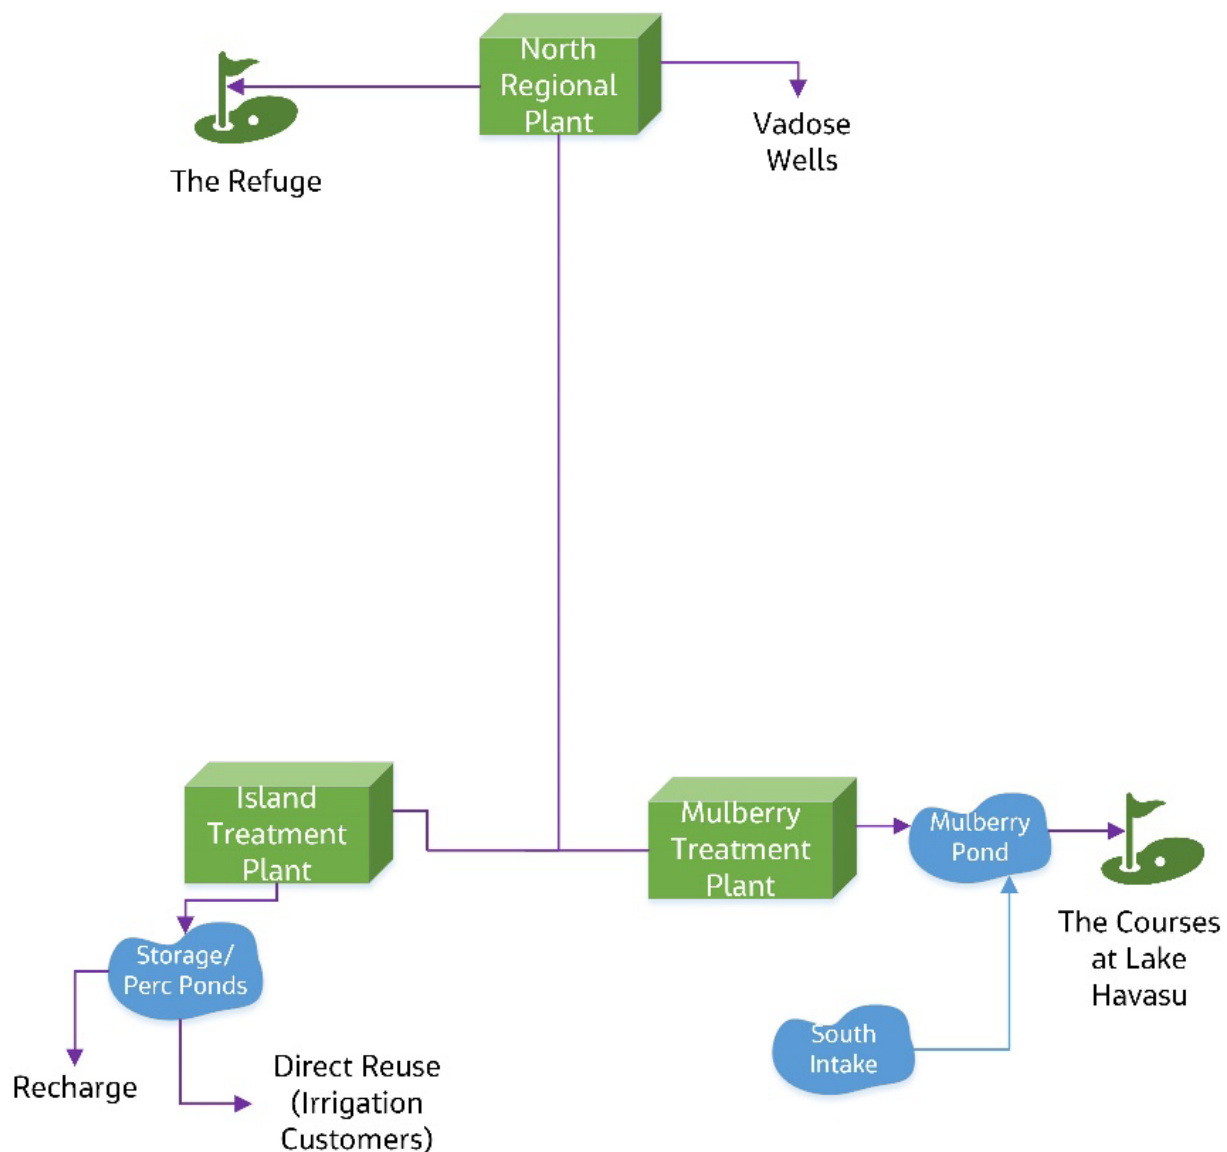 North
Regional
Plant
The Refuge
Vadose
Wells
Island
Treatment
Plant
Mulberry
Treatment
Plant
Mulberry
Pond
The Courses
at Lake
Havasu
Storage/
Perc Ponds
South
Intake
Recharge
Direct Reuse
(Irrigation
Customers)